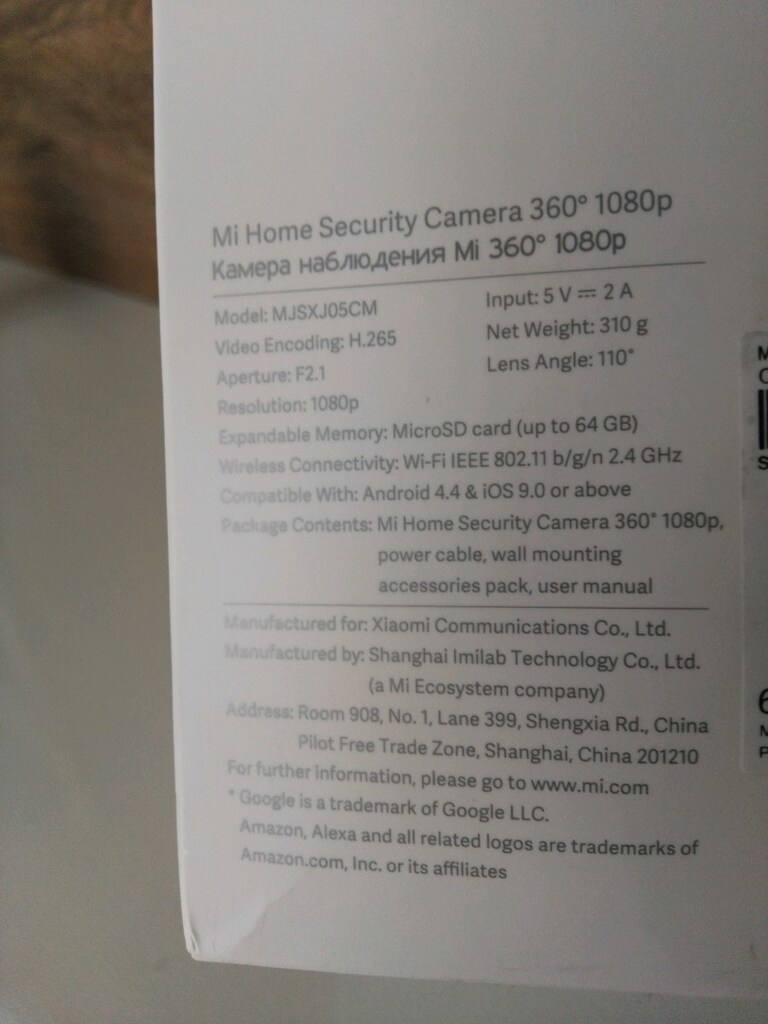 Mi Home Security Camera 360° 1080p
Камера наблюдения Mi 360° 1080p
Model: MJSXJ05CM
Input: 5 V ⎓ 2 A
Video Encoding: H.265
Net Weight: 310 g
Aperture: F2.1
Lens Angle: 110°
Resolution: 1080p
Expandable Memory: MicroSD card (up to 64 GB)
Wireless Connectivity: Wi-Fi IEEE 802.11 b/g/n 2.4 GHz
Compatible With: Android 4.4 & iOS 9.0 or above
Package Contents: Mi Home Security Camera 360° 1080p,
power cable, wall mounting
accessories pack, user manual
Manufactured for: Xiaomi Communications Co., Ltd.
Manufactured by: Shanghai Imilab Technology Co., Ltd.
(a Mi Ecosystem company)
Address: Room 908, No. 1, Lane 399, Shengxia Rd., China
Pilot Free Trade Zone, Shanghai, China 201210
For further information, please go to www.mi.com
* Google is a trademark of Google LLC.
Amazon, Alexa and all related logos are trademarks of
Amazon.com, Inc. or its affiliates